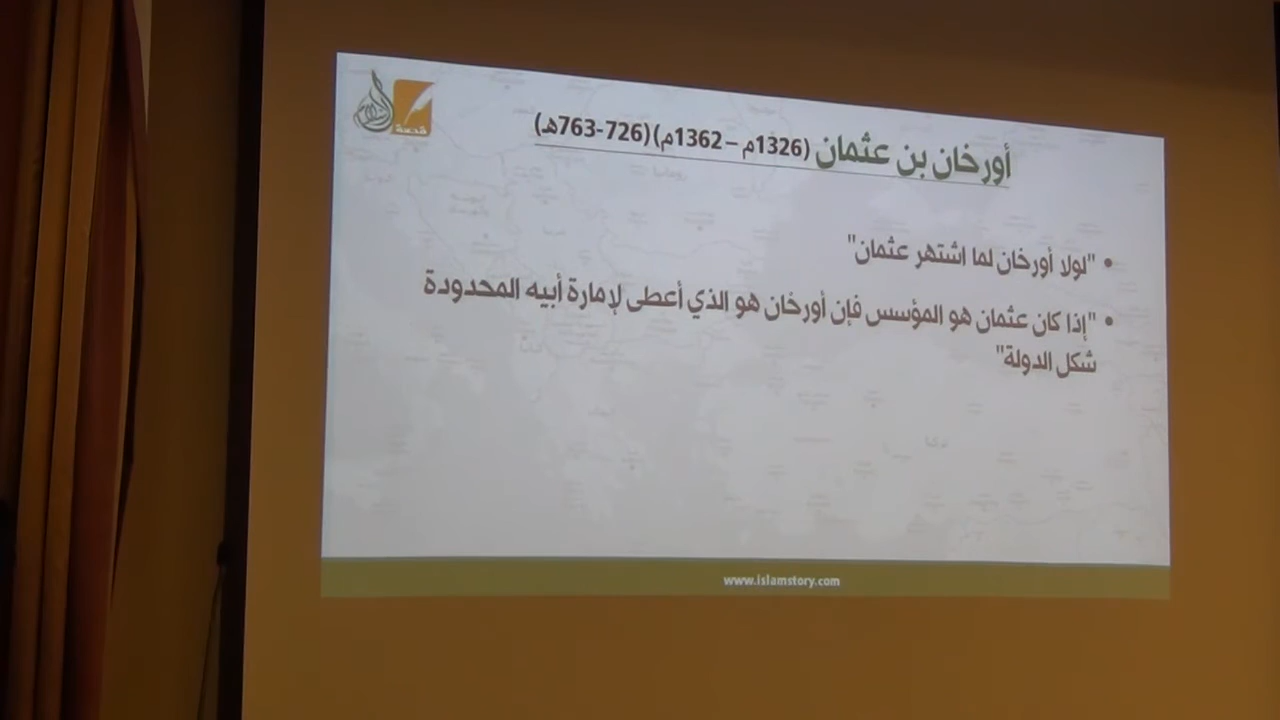 قصة
أورخان بن عثمان (1326م – 1362م)(726-763هـ)
• "لولا أورخان لما اشتهر عثمان"
• "إذا كان عثمان هو المؤسس فإن أورخان هو الذي أعطى لإمارة أبيه المحدودة
شكل الدولة"
www.islamstory.com